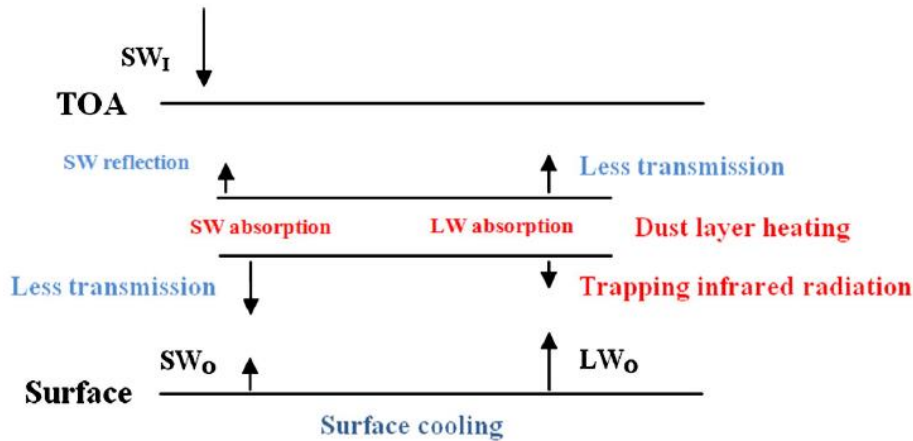 SWI
TOA
SW reflection
Less transmission
SW absorption
LW absorption
Dust layer heating
Less transmission
Trapping infrared radiation
SWO
LWO
Surface
Surface cooling